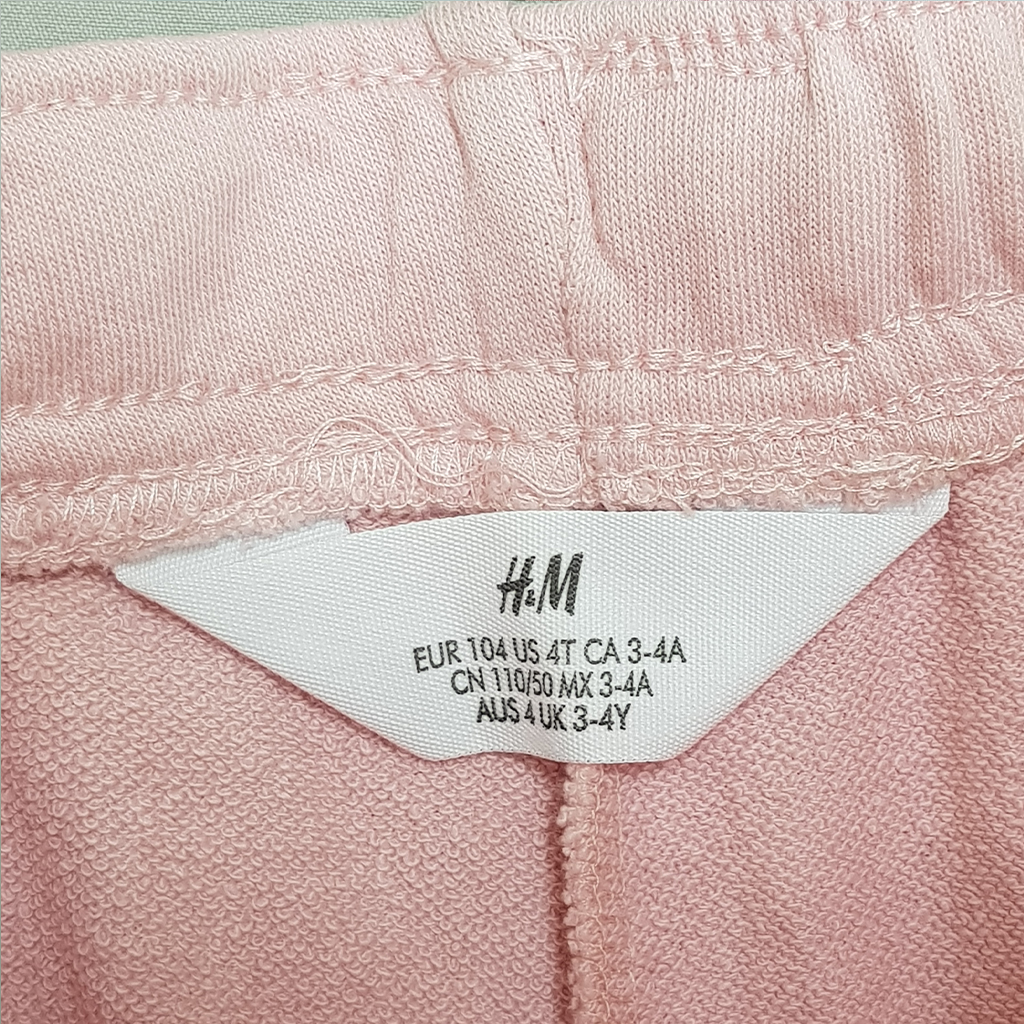 H&M
EUR 104 US 4T CA 3-4A
CN 110/50 MX 3-4A
AUS 4 UK 3-4Y